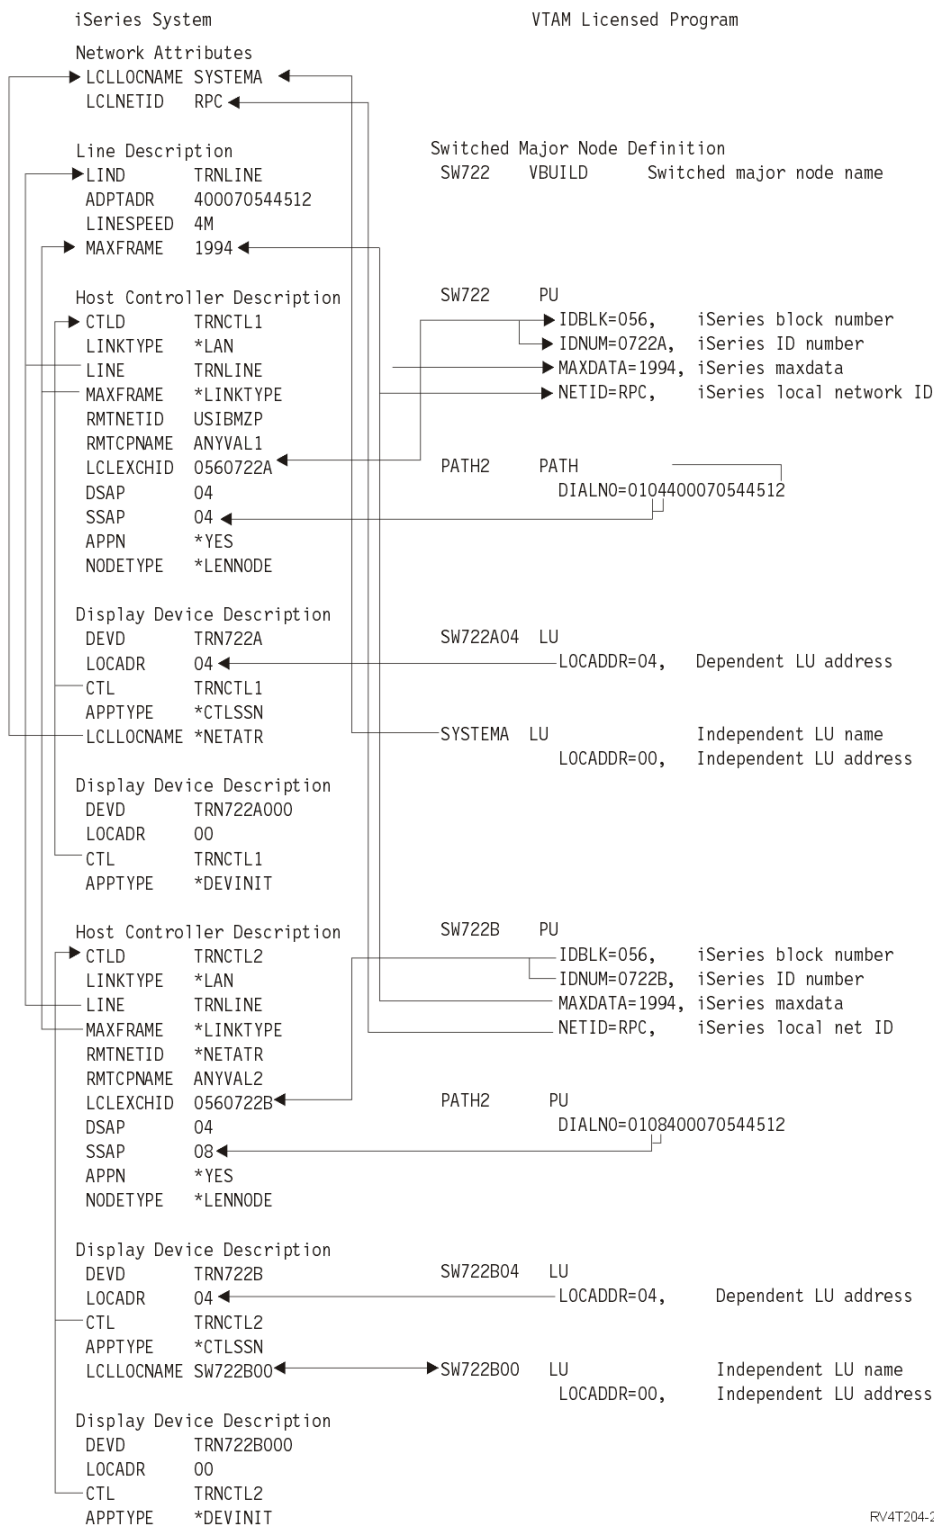 iSeries System VTAM Licensed Program
Network Attributes
LCLLOCNAME SYSTEMA
LCLNETID RPC
Line Description Switched Major Node Definition
LIND TRNLINE SW722 VBUILD Switched major node name
ADPTADR 400070544512
LINESPEED 4M
MAXFRAME 1994
Host Controller Description SW722 PU
CTLD TRNCTL1 IDBLK=056, iSeries block number
LINKTYPE *LAN IDNUM=0722A, iSeries ID number
LINE TRNLINE MAXDATA=1994, iSeries maxdata
MAXFRAME *LINKTYPE NETID=RPC, iSeries local network ID
RMTNETID USIBMZP
RMTCPNAME ANYVAL1
LCLEXCHID 0560722A PATH2 PATH
DSAP 04 DIALNO=0104400070544512
SSAP 04
APPN *YES
NODETYPE *LENNODE
Display Device Description
DEVD TRN722A SW722A04 LU
LOCADR 04 LOCADDR=04, Dependent LU address
CTL TRNCTL1
APPTYPE *CTLSSN
LCLLOCNAME *NETATR SYSTEMA LU Independent LU name
LOCADDR=00, Independent LU address
Display Device Description
DEVD TRN722A000
LOCADR 00
CTL TRNCTL1
APPTYPE *DEVINIT
Host Controller Description SW722B PU
CTLD TRNCTL2 IDBLK=056, iSeries block number
LINKTYPE *LAN IDNUM=0722B, iSeries ID number
LINE TRNLINE MAXDATA=1994, iSeries maxdata
MAXFRAME *LINKTYPE NETID=RPC, iSeries local net ID
RMTNETID *NETATR
RMTCPNAME ANYVAL2
LCLEXCHID 0560722B PATH2 PU
DSAP 04 DIALNO=0108400070544512
SSAP 08
APPN *YES
NODETYPE *LENNODE
Display Device Description
DEVD TRN722B SW722B04 LU
LOCADR 04 LOCADDR=04, Dependent LU address
CTL TRNCTL2
APPTYPE *CTLSSN
LCLLOCNAME SW722B00 SW722B00 LU Independent LU name
LOCADDR=00, Independent LU address
Display Device Description
DEVD TRN722B000
LOCADR 00
CTL TRNCTL2
APPTYPE *DEVINIT RV4T204-2